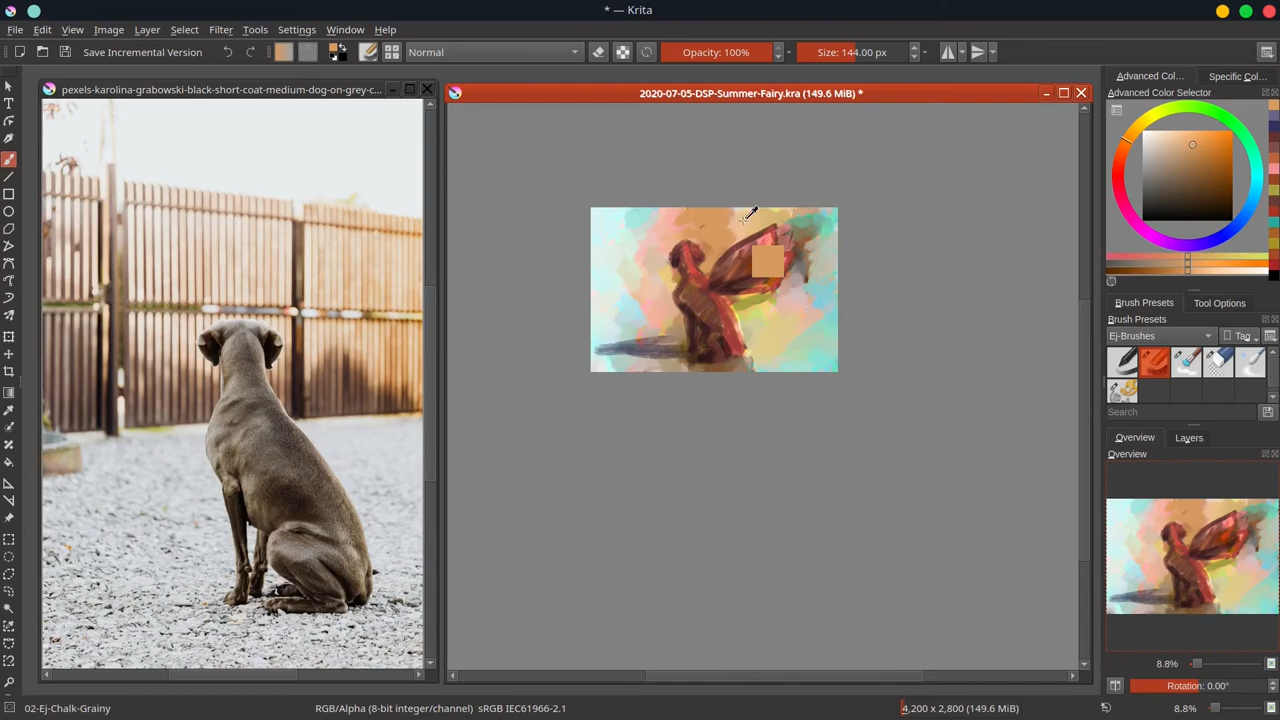 * — Krita
File Edit View Image Layer Select Filter Tools Settings Window Help
Save Incremental Version Normal Opacity: 100% Size: 144.00 px
pexels-karolina-grabowski-black-short-coat-medium-dog-on-grey-c...
2020-07-05-DSP-Summer-Fairy.kra (149.6 MiB) *
Advanced Col... Specific Col...
Advanced Color Selector
Brush Presets Tool Options
Brush Presets
Ej-Brushes Tag
Search
Overview Layers
Overview
8.8%
Rotation: 0.00°
02-Ej-Chalk-Grainy RGB/Alpha (8-bit integer/channel) sRGB IEC61966-2.1 4,200 x 2,800 (149.6 MiB) 8.8%